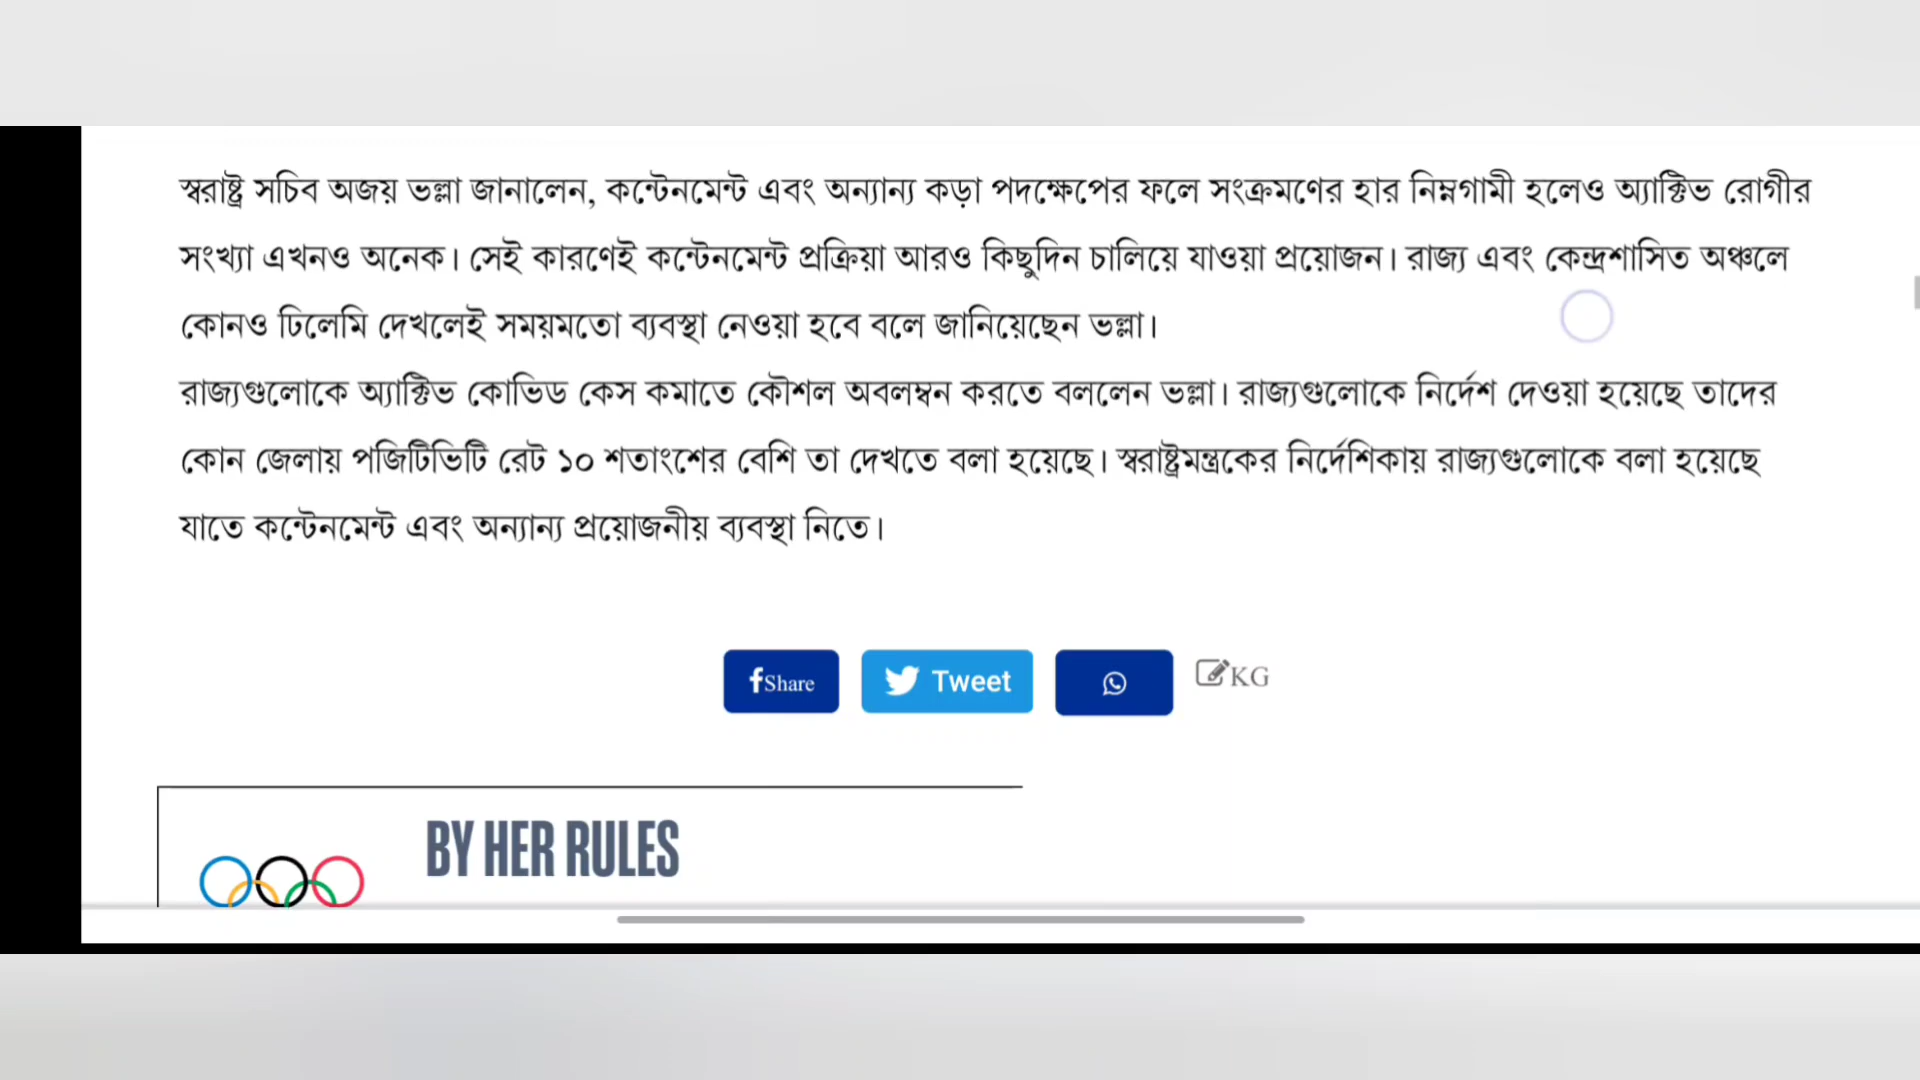 স্বরাষ্ট্র সচিব অজয় ভল্লা জানালেন, কন্টেনমেন্ট এবং অন্যান্য কড়া পদক্ষেপের ফলে সংক্রমণের হার নিম্নগামী হলেও অ্যাক্টিভ রোগীর
সংখ্যা এখনও অনেক। সেই কারণেই কন্টেনমেন্ট প্রক্রিয়া আরও কিছুদিন চালিয়ে যাওয়া প্রয়োজন। রাজ্য এবং কেন্দ্রশাসিত অঞ্চলে
কোনও ঢিলেমি দেখলেই সময়মতো ব্যবস্থা নেওয়া হবে বলে জানিয়েছেন ভল্লা।
রাজ্যগুলোকে অ্যাক্টিভ কোভিড কেস কমাতে কৌশল অবলম্বন করতে বললেন ভল্লা। রাজ্যগুলোকে নির্দেশ দেওয়া হয়েছে তাদের
কোন জেলায় পজিটিভিটি রেট ১০ শতাংশের বেশি তা দেখতে বলা হয়েছে। স্বরাষ্ট্রমন্ত্রকের নির্দেশিকায় রাজ্যগুলোকে বলা হয়েছে
যাতে কন্টেনমেন্ট এবং অন্যান্য প্রয়োজনীয় ব্যবস্থা নিতে।
Share Tweet KG
BY HER RULES